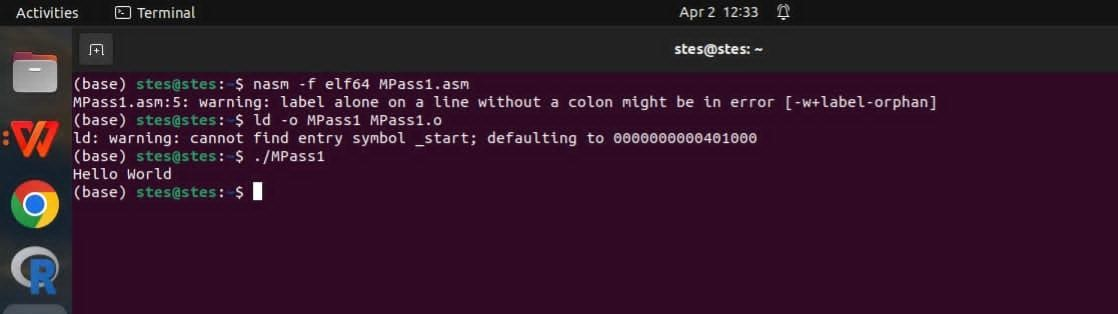 Activities
Terminal
Apr 2 12:33
stes@stes: ~
(base) stes@stes:~$ nasm -f elf64 MPass1.asm
MPass1.asm:5: warning: label alone on a line without a colon might be in error [-w+label-orphan]
(base) stes@stes:~$ ld -o MPass1 MPass1.o
ld: warning: cannot find entry symbol _start; defaulting to 0000000000401000
(base) stes@stes:~$ ./MPass1
Hello World
(base) stes@stes:~$